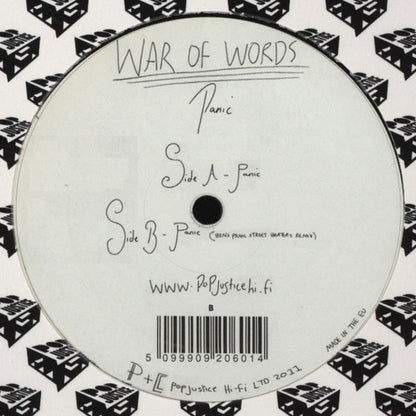 WAR OF WORDS
Panic
Side A - Panic
Side B - Panic (BEN'S PANIC STREET BEATERS REMIX)
www.popjusticehi.fi
B
5 099909 206014
MADE IN THE EU
P+C popjustice Hi-Fi LTD 2011